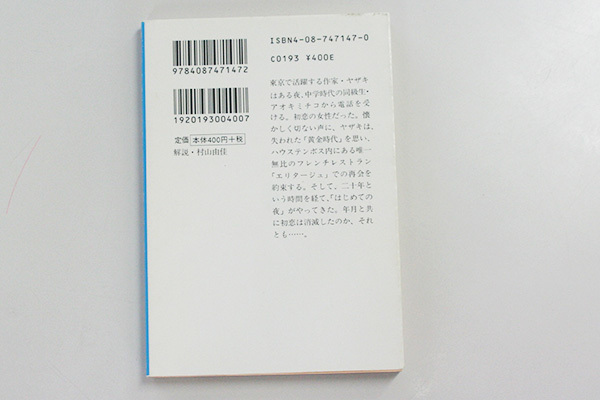 ISBN4-08-747147-0
C0193 ¥400E
9784087471472
1920193004007
定価 本体400円+税
解説・村山由佳
東京で活躍する作家・ヤザキ
はある夜、中学時代の同級生・
アオキミチコから電話を受
ける。初恋の女性だった。懐
かしく切ない声に、ヤザキは、
失われた「黄金時代」を思い、
ハウステンボス内にある唯一
無比のフレンチレストラン
「エリタージュ」での再会を
約束する。そして、二十年と
いう時間を経て、「はじめての
夜」がやってきた。年月と共
に初恋は消滅したのか、それ
とも……。